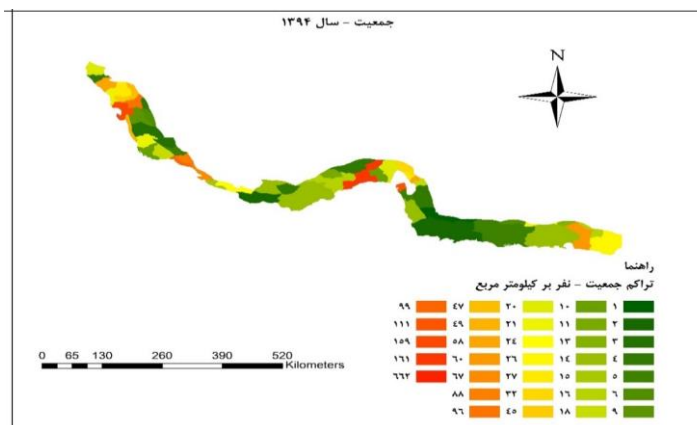 جمعیت - سال ۱۳۹۴
N
راهنما
تراکم جمعیت - نفر بر کیلومتر مربع
۱ ۱۰ ۲۰ ۴۷ ۹۹
۲ ۱۱ ۲۱ ۴۹ ۱۱۱
۳ ۱۳ ۲۴ ۵۸ ۱۵۹
۴ ۱۴ ۲۶ ۶۰ ۱۶۱
۵ ۱۵ ۲۷ ۶۷ ۶۶۲
۶ ۱۶ ۳۲ ۸۸
۹ ۱۸ ۴۵ ۹۶
0 65 130 260 390 520
Kilometers